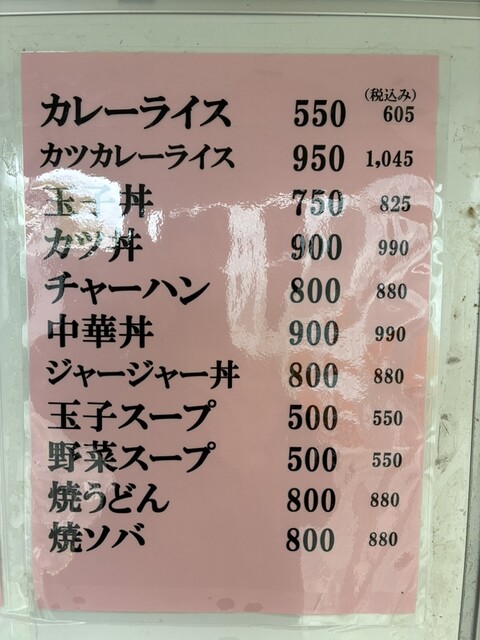 (税込み)
カレーライス 550 605
カツカレーライス 950 1,045
玉子丼 750 825
カツ丼 900 990
チャーハン 800 880
中華丼 900 990
ジャージャー丼 800 880
玉子スープ 500 550
野菜スープ 500 550
焼うどん 800 880
焼ソバ 800 880